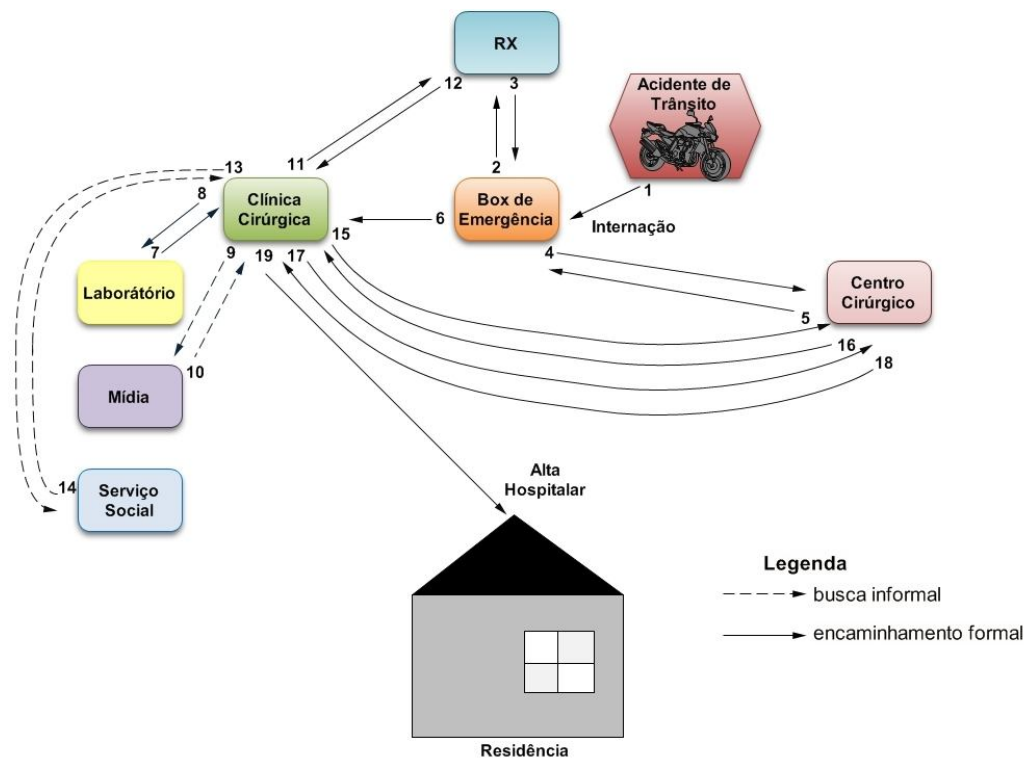 RX
12
3
Acidente de
Trânsito
13
11
2
1
8
Clínica
Cirúrgica
Box de
Emergência
6
Internação
15
7
9
19
17
4
Laborátório
Centro
Cirúrgico
5
16
18
10
Mídia
14
Serviço
Social
Alta
Hospitalar
Legenda
busca informal
encaminhamento formal
Residência